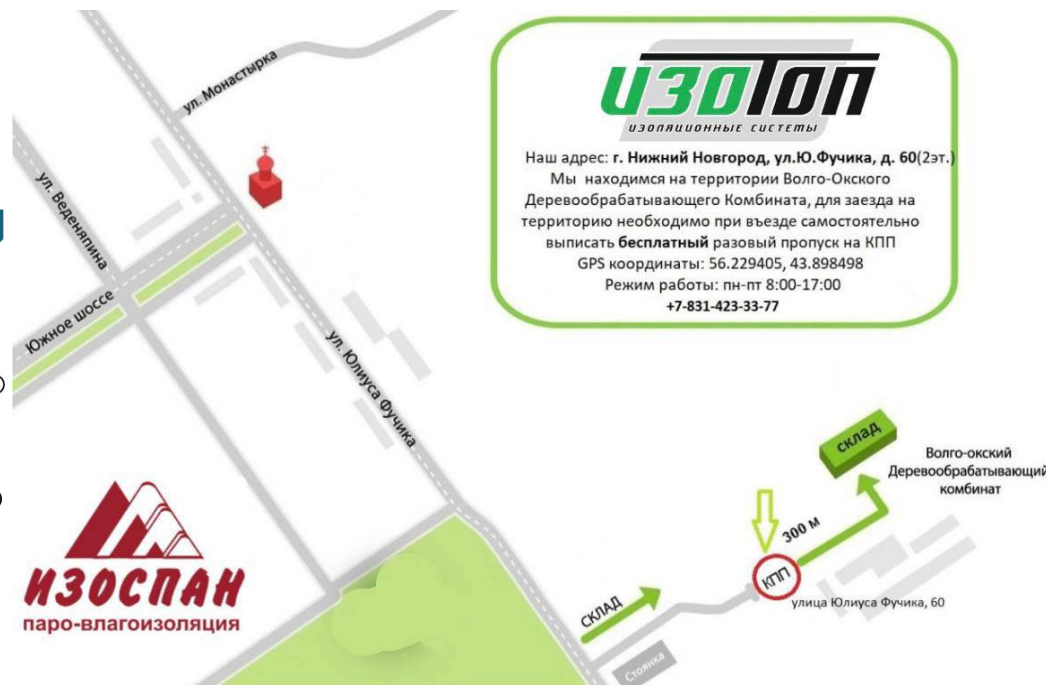 ул. Монастырка
ул. Веденяпина
Южное шоссе
ул. Юлиуса Фучика
изоТоп
ИЗОЛЯЦИОННЫЕ СИСТЕМЫ
Наш адрес: г. Нижний Новгород, ул.Ю.Фучика, д. 60(2эт.)
Мы находимся на территории Волго-Окского
Деревообрабатывающего Комбината, для заезда на
территорию необходимо при въезде самостоятельно
выписать бесплатный разовый пропуск на КПП
GPS координаты: 56.229405, 43.898498
Режим работы: пн-пт 8:00-17:00
+7-831-423-33-77
склад
Волго-окский
Деревообрабатывающий
комбинат
300 м
КПП
улица Юлиуса Фучика, 60
СКЛАД
Стоянка
ИЗОСПАН
паро-влагоизоляция